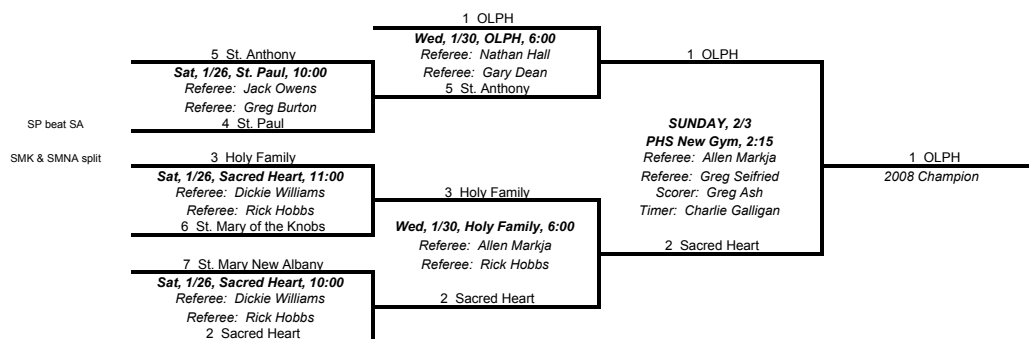 1 OLPH
Wed, 1/30, OLPH, 6:00
Referee: Nathan Hall
Referee: Gary Dean
5 St. Anthony
5 St. Anthony
Sat, 1/26, St. Paul, 10:00
Referee: Jack Owens
Referee: Greg Burton
4 St. Paul
SP beat SA
SMK & SMNA split
3 Holy Family
Sat, 1/26, Sacred Heart, 11:00
Referee: Dickie Williams
Referee: Rick Hobbs
6 St. Mary of the Knobs
3 Holy Family
Wed, 1/30, Holy Family, 6:00
Referee: Allen Markja
Referee: Rick Hobbs
2 Sacred Heart
7 St. Mary New Albany
Sat, 1/26, Sacred Heart, 10:00
Referee: Dickie Williams
Referee: Rick Hobbs
2 Sacred Heart
1 OLPH
SUNDAY, 2/3
PHS New Gym, 2:15
Referee: Allen Markja
Referee: Greg Seifried
Scorer: Greg Ash
Timer: Charlie Galligan
2 Sacred Heart
1 OLPH
2008 Champion